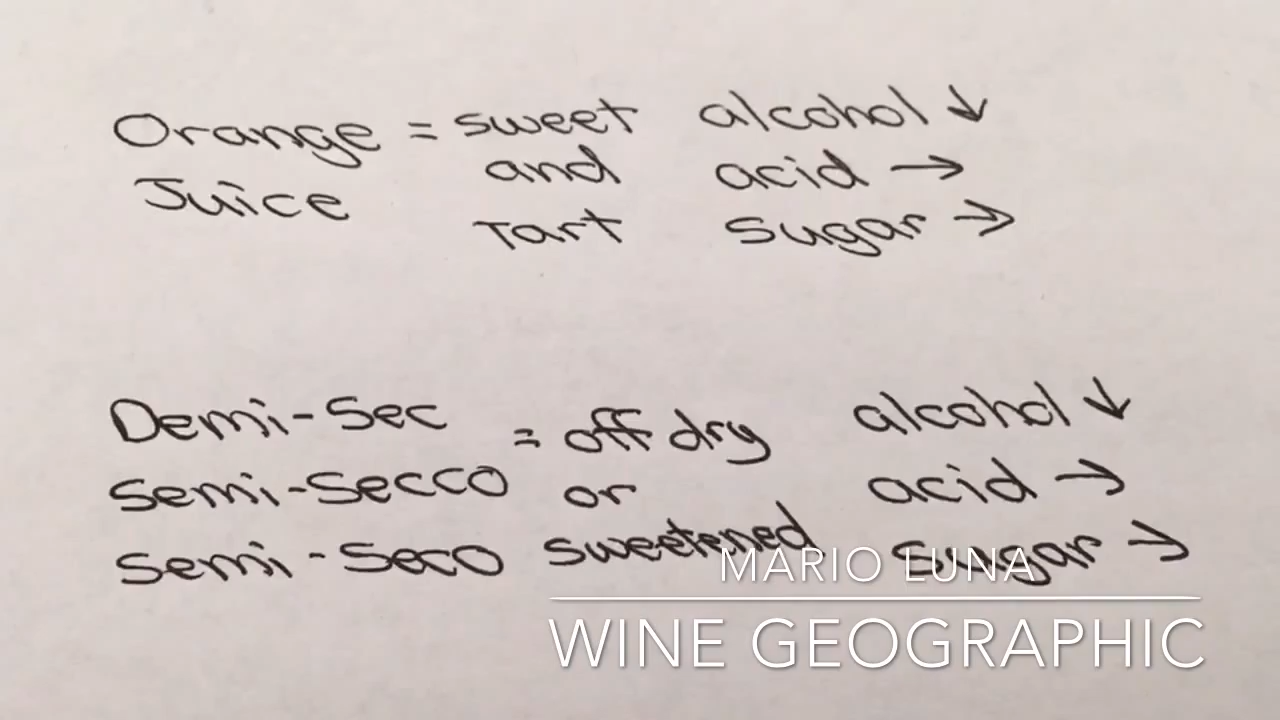 Orange = sweet alcohol ↓
and acid →
Juice Tart Sugar →
Demi-Sec alcohol ↓
= off dry
Semi-Secco or acid →
Semi-Seco sweetened Sugar →
MARIO LUNA
WINE GEOGRAPHIC